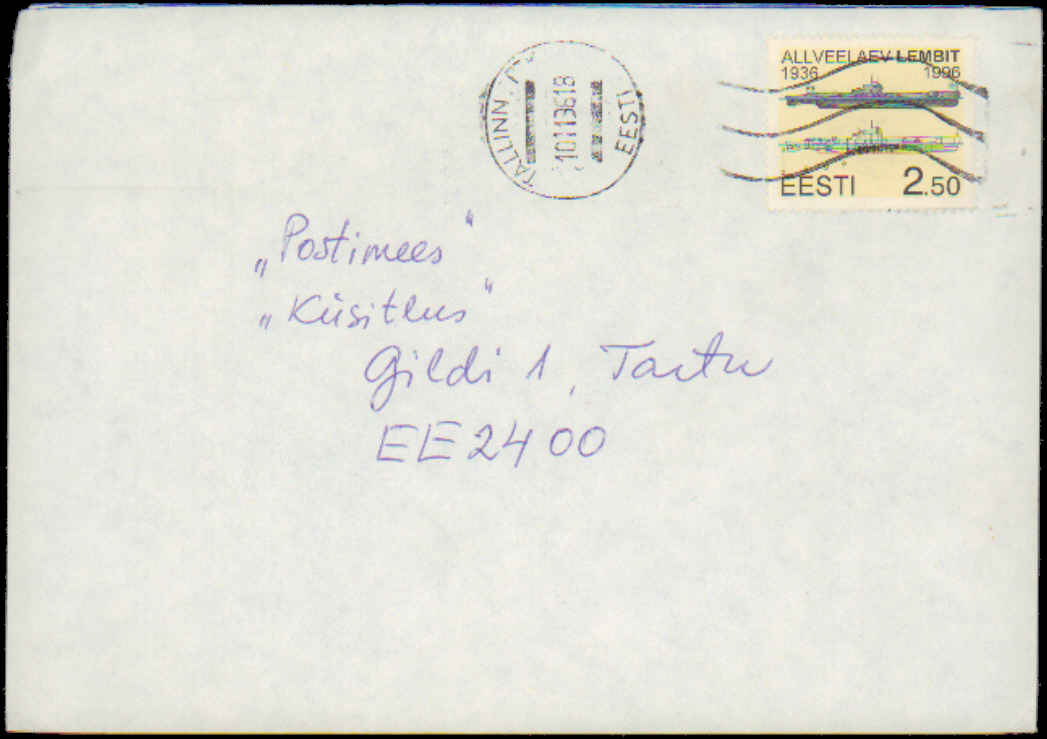 ALLVEELAEV LEMBIT
1936 1996
EESTI 2.50
TALLINN
EESTI
„Postimees“
„Küsitlus“
Gildi 1, Tartu
EE2400